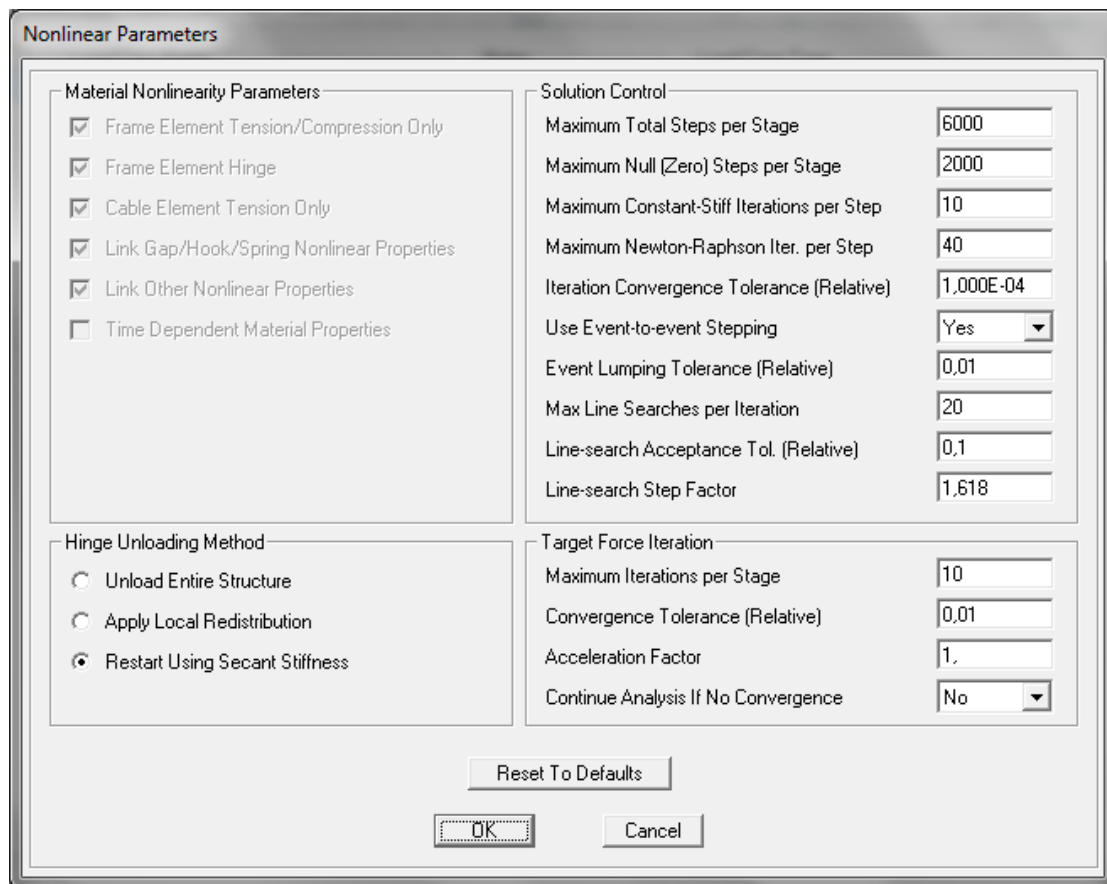 Nonlinear Parameters
Material Nonlinearity Parameters
Frame Element Tension/Compression Only
Frame Element Hinge
Cable Element Tension Only
Link Gap/Hook/Spring Nonlinear Properties
Link Other Nonlinear Properties
Time Dependent Material Properties
Solution Control
Maximum Total Steps per Stage 6000
Maximum Null (Zero) Steps per Stage 2000
Maximum Constant-Stiff Iterations per Step 10
Maximum Newton-Raphson Iter. per Step 40
Iteration Convergence Tolerance (Relative) 1,000E-04
Use Event-to-event Stepping Yes
Event Lumping Tolerance (Relative) 0,01
Max Line Searches per Iteration 20
Line-search Acceptance Tol. (Relative) 0,1
Line-search Step Factor 1,618
Hinge Unloading Method
Unload Entire Structure
Apply Local Redistribution
Restart Using Secant Stiffness
Target Force Iteration
Maximum Iterations per Stage 10
Convergence Tolerance (Relative) 0,01
Acceleration Factor 1,
Continue Analysis If No Convergence No
Reset To Defaults
OK Cancel